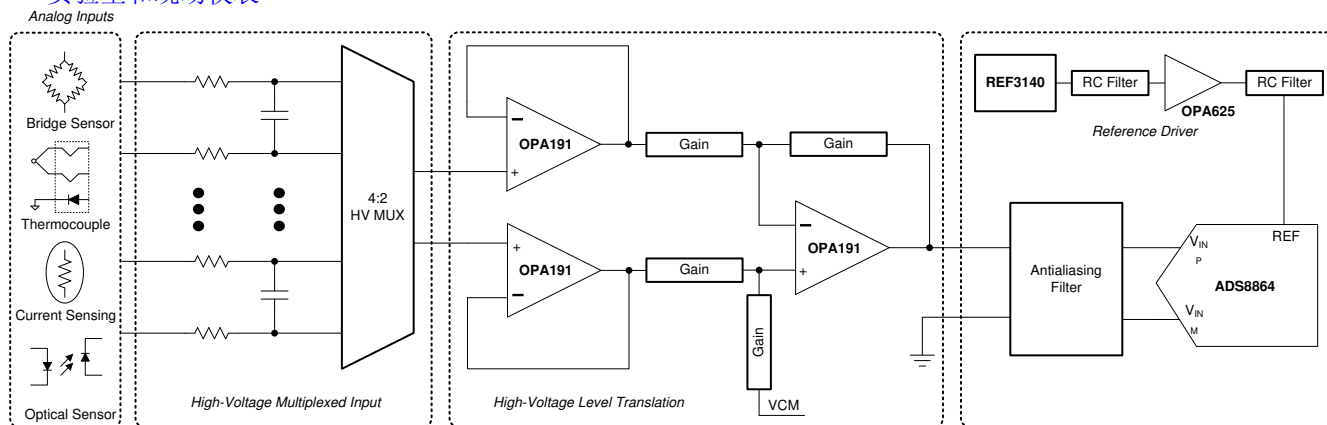 Analog Inputs
Bridge Sensor
Thermocouple
Current Sensing
Optical Sensor
4:2
HV MUX
High-Voltage Multiplexed Input
OPA191
Gain
Gain
OPA191
Gain
OPA191
Gain
VCM
High-Voltage Level Translation
REF3140
RC Filter
OPA625
RC Filter
Reference Driver
Antialiasing
Filter
VIN
P
REF
ADS8864
VIN
M